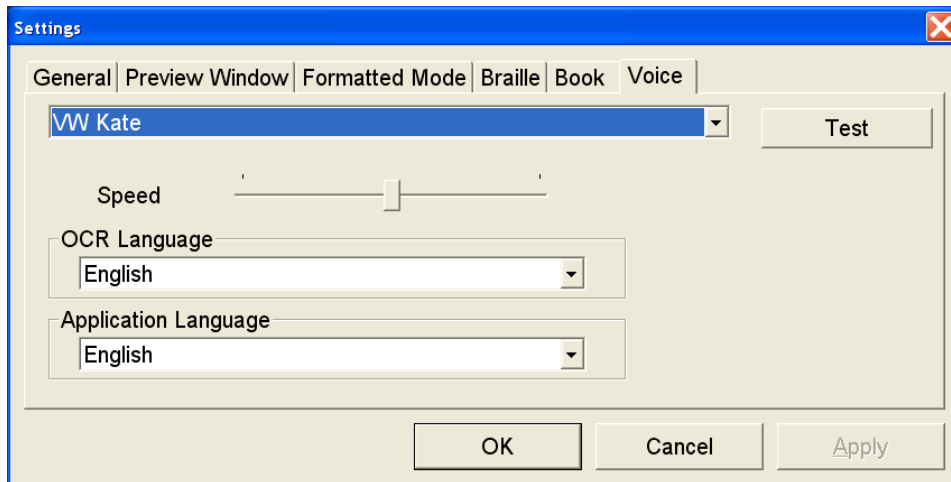 Settings
General Preview Window Formatted Mode Braille Book Voice
VW Kate Test
Speed
OCR Language
English
Application Language
English
OK Cancel Apply